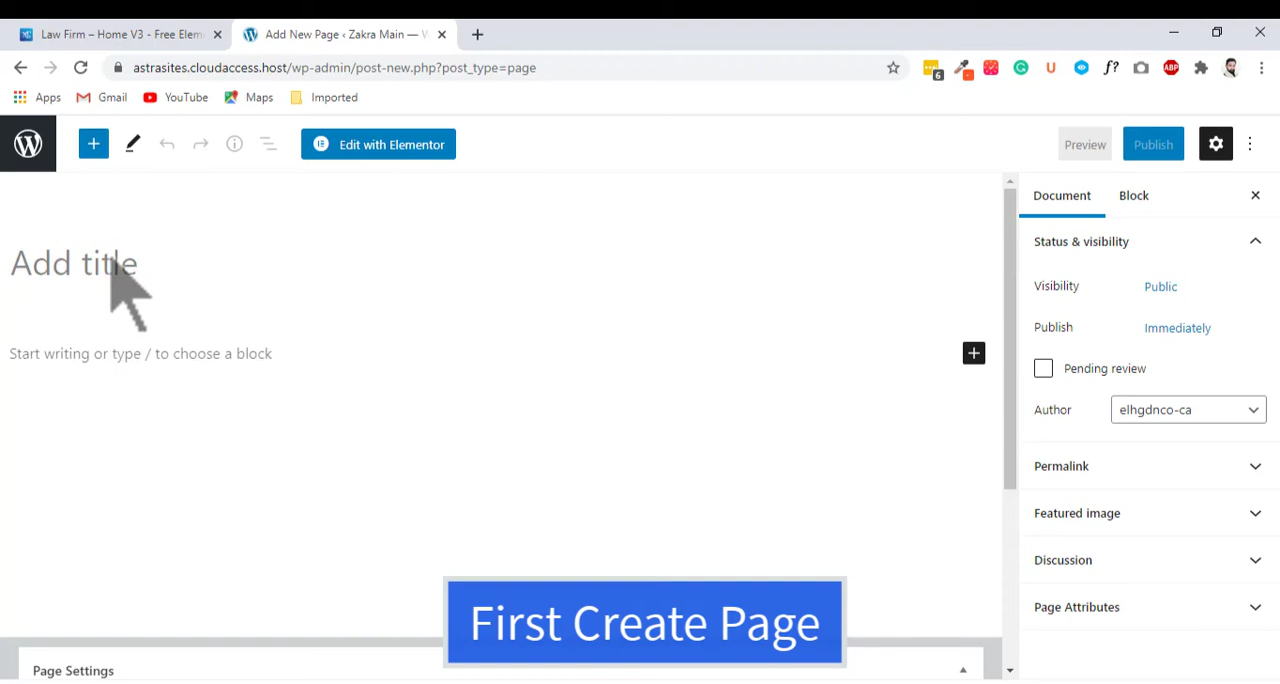 Law Firm – Home V3 - Free Elem
Add New Page ‹ Zakra Main — W
astrasites.cloudaccess.host/wp-admin/post-new.php?post_type=page
6
f?
ABP
Apps
Gmail
YouTube
Maps
Imported
Edit with Elementor
Preview
Publish
Document
Block
Add title
Start writing or type / to choose a block
Status & visibility
Visibility
Public
Publish
Immediately
Pending review
Author
elhgdnco-ca
Permalink
Featured image
Discussion
Page Attributes
First Create Page
Page Settings